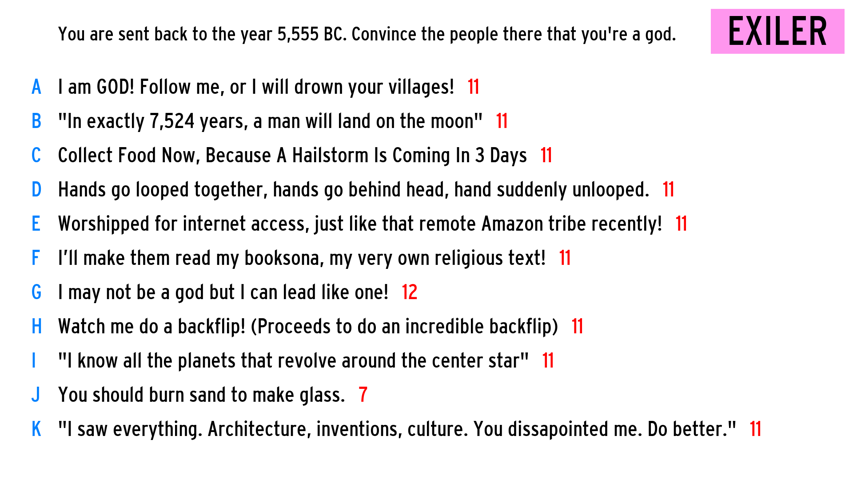 You are sent back to the year 5,555 BC. Convince the people there that you're a god.
EXILER
A I am GOD! Follow me, or I will drown your villages! 11
B "In exactly 7,524 years, a man will land on the moon" 11
C Collect Food Now, Because A Hailstorm Is Coming In 3 Days 11
D Hands go looped together, hands go behind head, hand suddenly unlooped. 11
E Worshipped for internet access, just like that remote Amazon tribe recently! 11
F I'll make them read my booksona, my very own religious text! 11
G I may not be a god but I can lead like one! 12
H Watch me do a backflip! (Proceeds to do an incredible backflip) 11
I "I know all the planets that revolve around the center star" 11
J You should burn sand to make glass. 7
K "I saw everything. Architecture, inventions, culture. You dissapointed me. Do better." 11